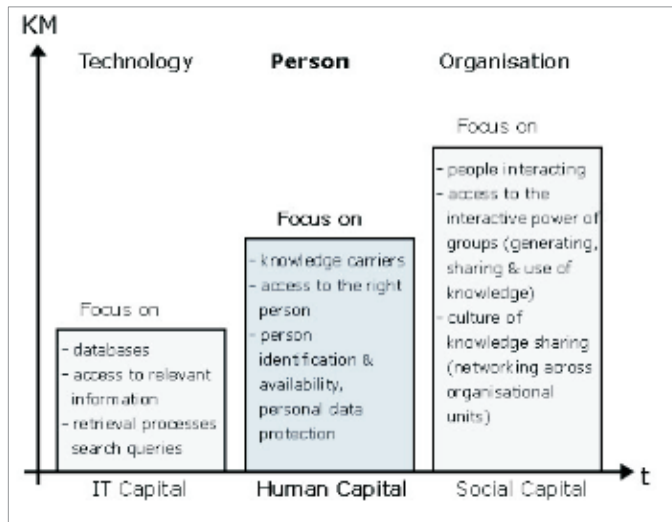 KM
Technology
Person
Organisation
Focus on
- databases
- access to relevant
information
- retrieval processes
search queries
IT Capital
Focus on
- knowledge carriers
- access to the right
person
- person
identification &
availability,
personal data
protection
Human Capital
Focus on
- people interacting
- access to the
interactive power of
groups (generating,
sharing & use of
knowledge)
- culture of
knowledge sharing
(networking across
organisational
units)
Social Capital
t